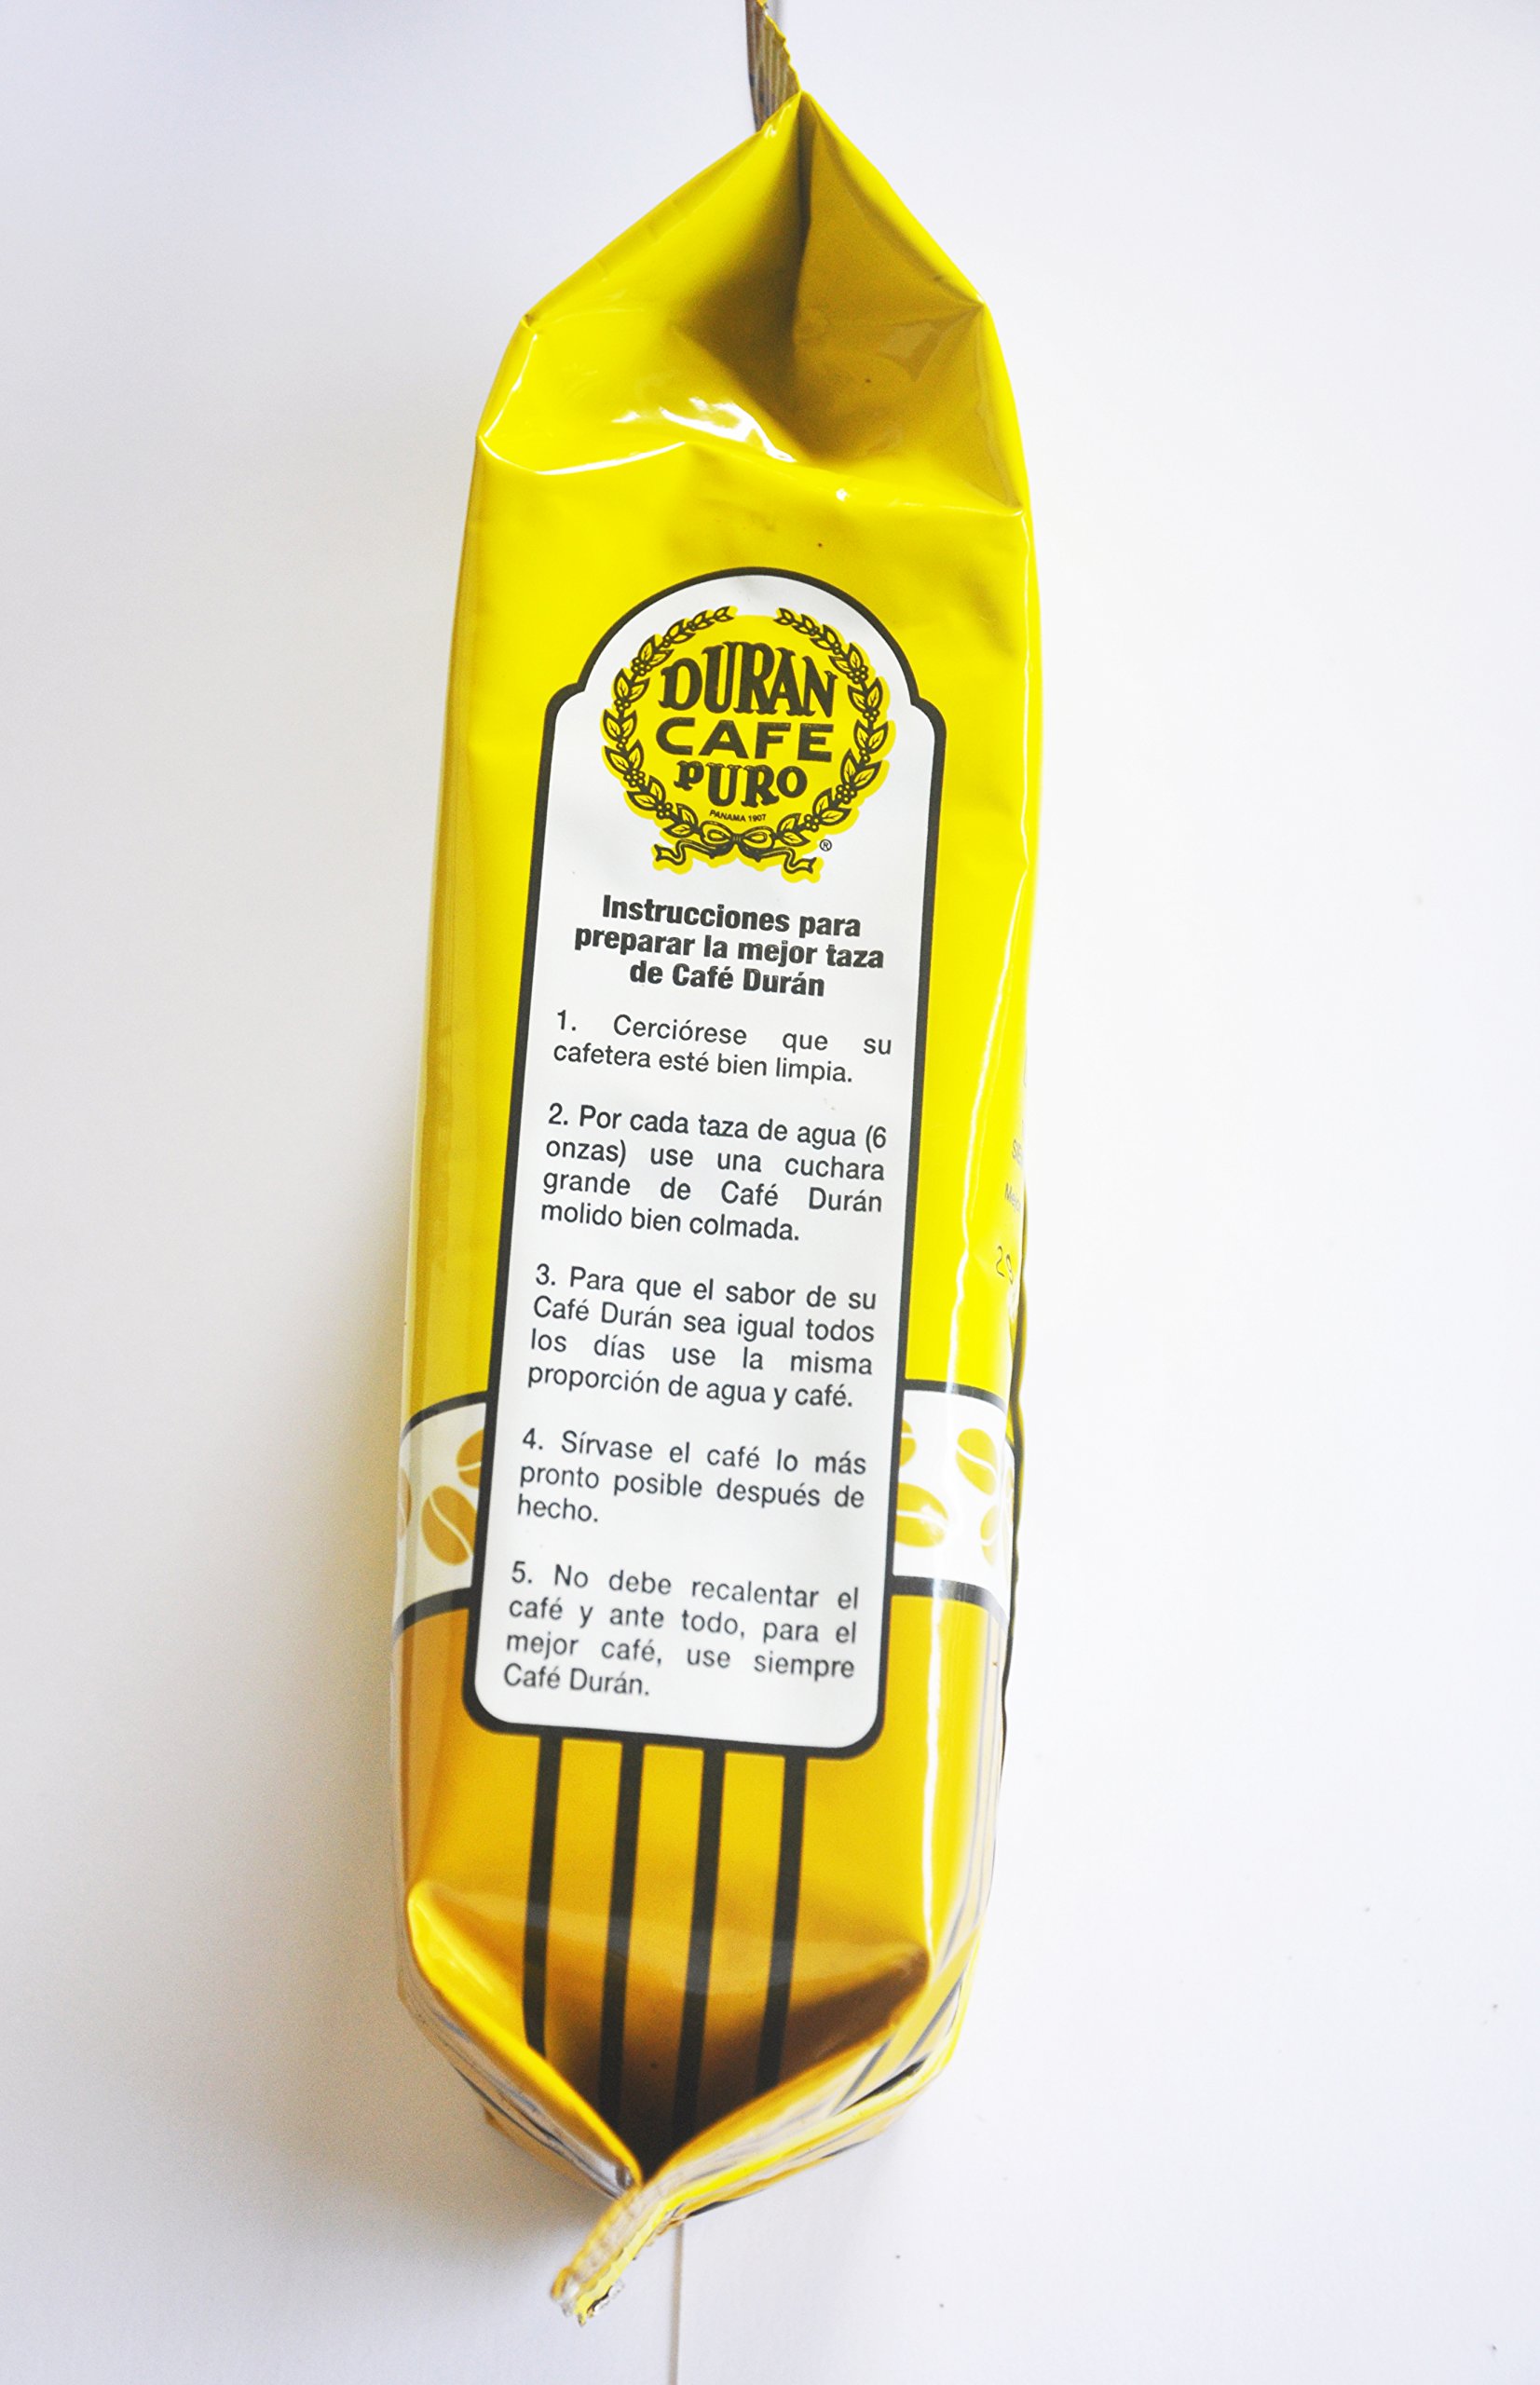 DURAN
CAFE
PURO
PANAMA 1907
®
Instrucciones para
preparar la mejor taza
de Café Durán
1. Cerciórese que su
cafetera esté bien limpia.
2. Por cada taza de agua (6
onzas) use una cuchara
grande de Café Durán
molido bien colmada.
3. Para que el sabor de su
Café Durán sea igual todos
los días use la misma
proporción de agua y café.
4. Sírvase el café lo más
pronto posible después de
hecho.
5. No debe recalentar el
café y ante todo, para el
mejor café, use siempre
Café Durán.